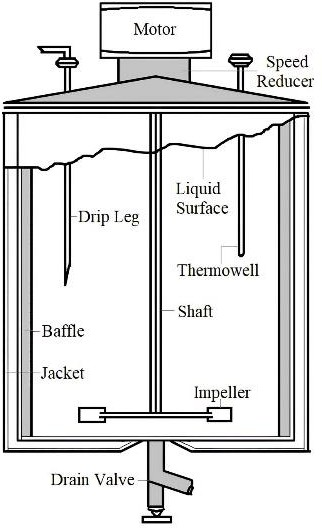 Motor
Speed
Reducer
Liquid
Surface
Drip Leg
Thermowell
Shaft
Baffle
Jacket
Impeller
Drain Valve